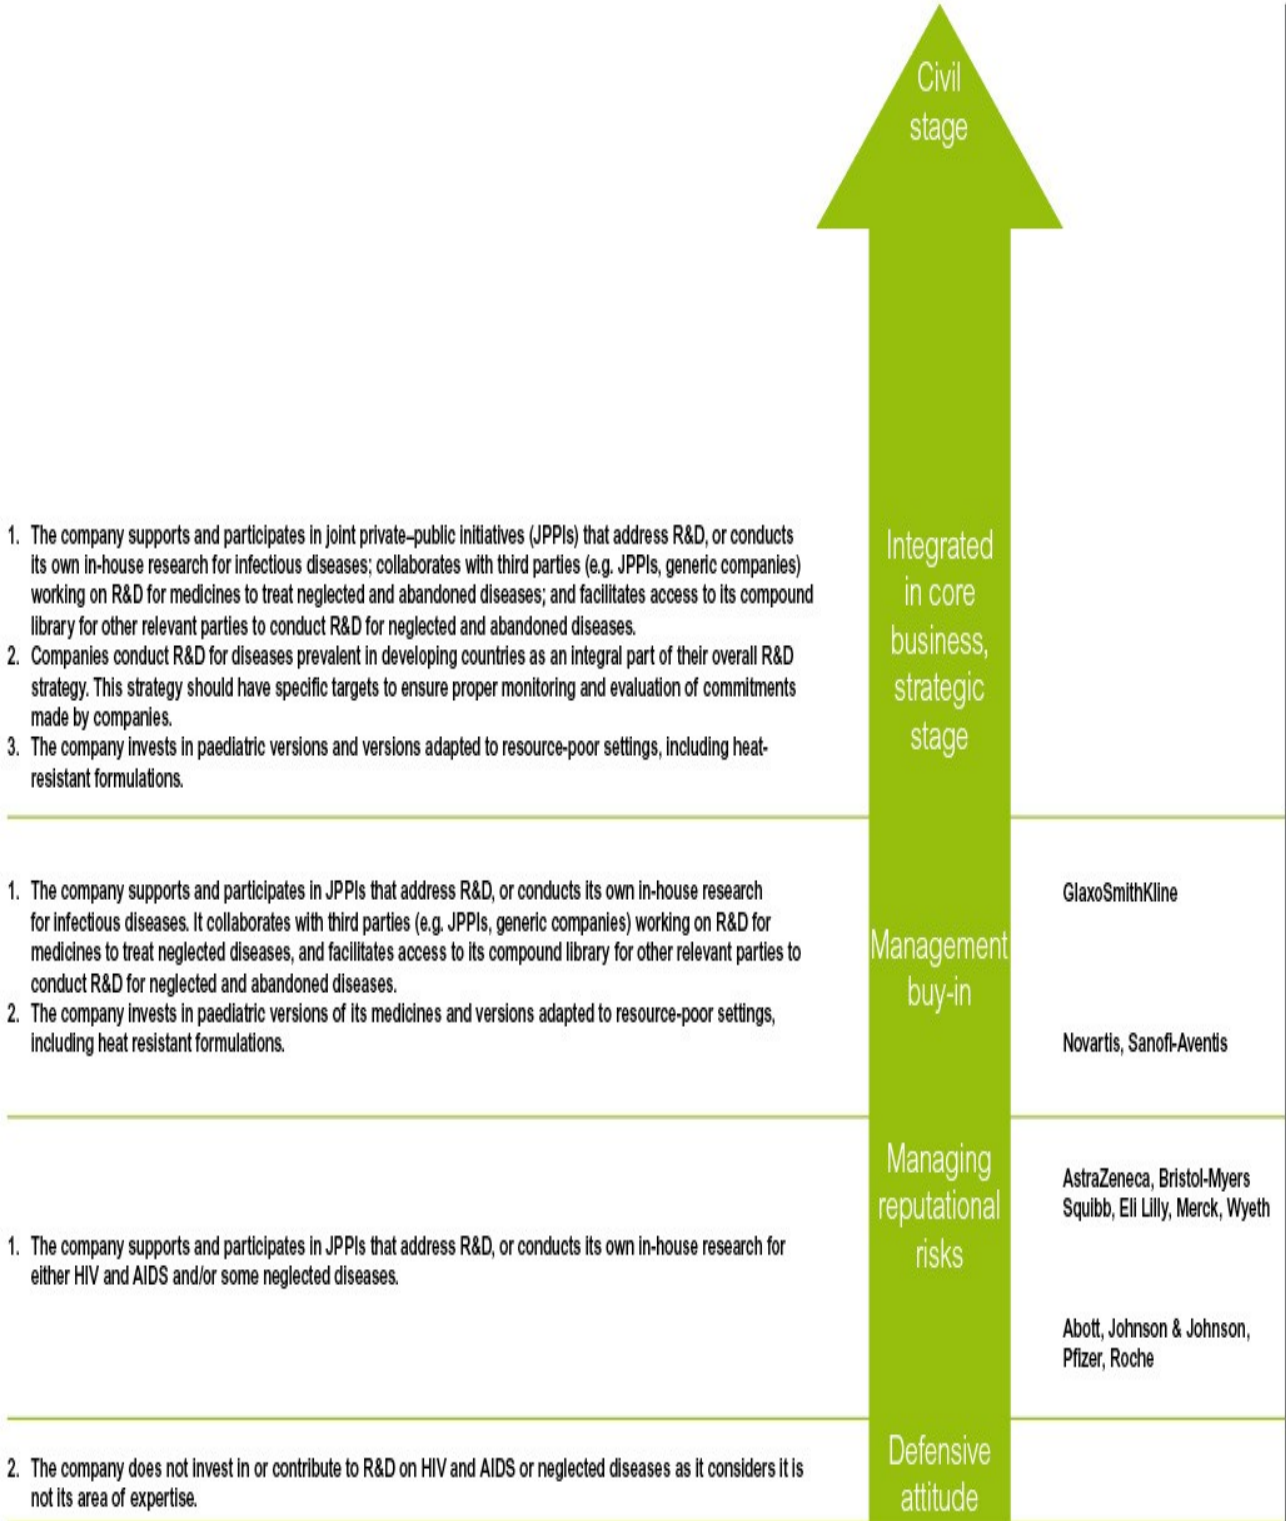 Civil
stage
1. The company supports and participates in joint private–public initiatives (JPPIs) that address R&D, or conducts
its own in-house research for infectious diseases; collaborates with third parties (e.g. JPPIs, generic companies)
working on R&D for medicines to treat neglected and abandoned diseases; and facilitates access to its compound
library for other relevant parties to conduct R&D for neglected and abandoned diseases.
2. Companies conduct R&D for diseases prevalent in developing countries as an integral part of their overall R&D
strategy. This strategy should have specific targets to ensure proper monitoring and evaluation of commitments
made by companies.
3. The company invests in paediatric versions and versions adapted to resource-poor settings, including heat-
resistant formulations.
Integrated
in core
business,
strategic
stage
1. The company supports and participates in JPPIs that address R&D, or conducts its own in-house research
for infectious diseases. It collaborates with third parties (e.g. JPPIs, generic companies) working on R&D for
medicines to treat neglected diseases, and facilitates access to its compound library for other relevant parties to
conduct R&D for neglected and abandoned diseases.
2. The company invests in paediatric versions of its medicines and versions adapted to resource-poor settings,
including heat resistant formulations.
Management
buy-in
GlaxoSmithKline
Novartis, Sanofi-Aventis
1. The company supports and participates in JPPIs that address R&D, or conducts its own in-house research for
either HIV and AIDS and/or some neglected diseases.
Managing
reputational
risks
AstraZeneca, Bristol-Myers
Squibb, Eli Lilly, Merck, Wyeth
Abott, Johnson & Johnson,
Pfizer, Roche
2. The company does not invest in or contribute to R&D on HIV and AIDS or neglected diseases as it considers it is
not its area of expertise.
Defensive
attitude